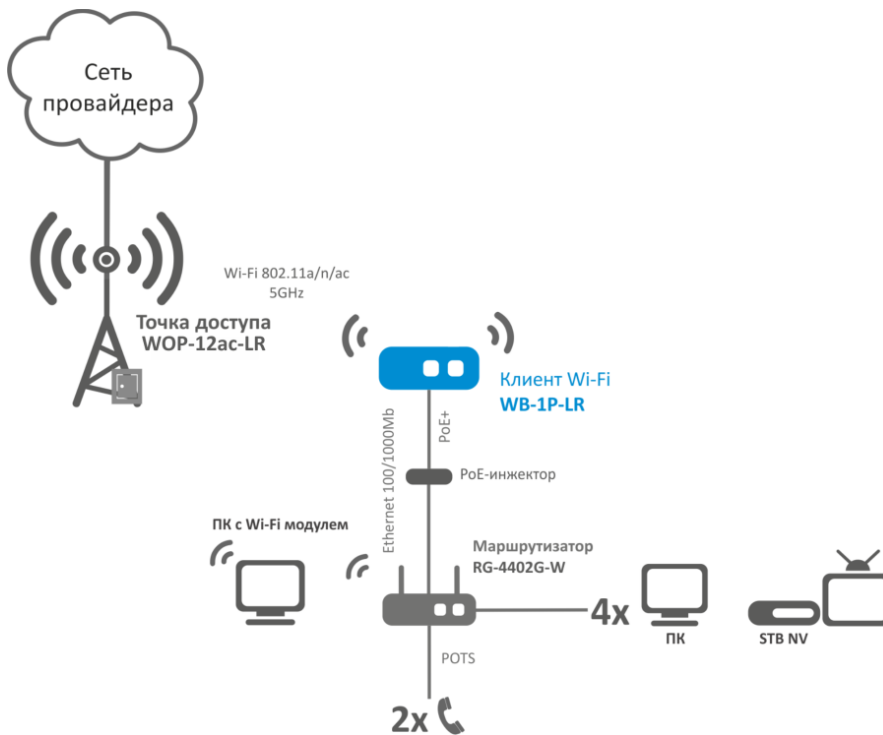 Сеть
провайдера
Wi-Fi 802.11a/n/ac
5GHz
Точка доступа
WOP-12ac-LR
Клиент Wi-Fi
WB-1P-LR
Ethernet 100/1000Mb
PoE+
PoE-инжектор
ПК с Wi-Fi модулем
Маршрутизатор
RG-4402G-W
4x
ПК
STB NV
POTS
2x